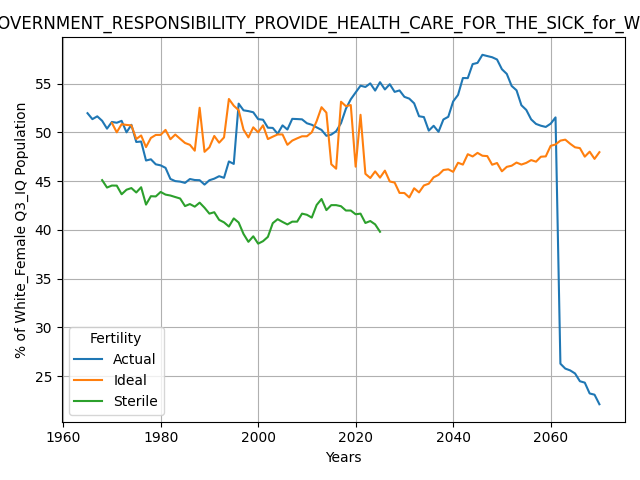 OVERNMENT_RESPONSIBILITY_PROVIDE_HEALTH_CARE_FOR_THE_SICK_for_W
% of White_Female Q3_IQ Population
55
50
45
40
35
30
25
Fertility
Actual
Ideal
Sterile
1960 1980 2000 2020 2040 2060
Years